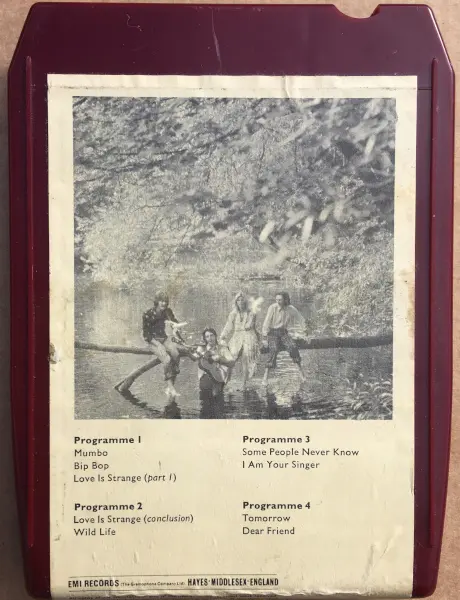 Programme 1
Mumbo
Bip Bop
Love Is Strange (part 1)
Programme 2
Love Is Strange (conclusion)
Wild Life
Programme 3
Some People Never Know
I Am Your Singer
Programme 4
Tomorrow
Dear Friend
EMI RECORDS (The Gramophone Company Ltd) HAYES·MIDDLESEX·ENGLAND